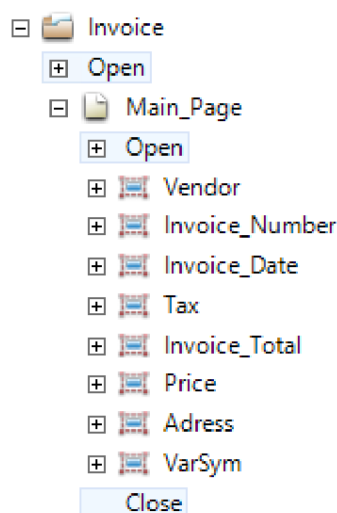 Invoice
Open
Main_Page
Open
Vendor
Invoice_Number
Invoice_Date
Tax
Invoice_Total
Price
Adress
VarSym
Close